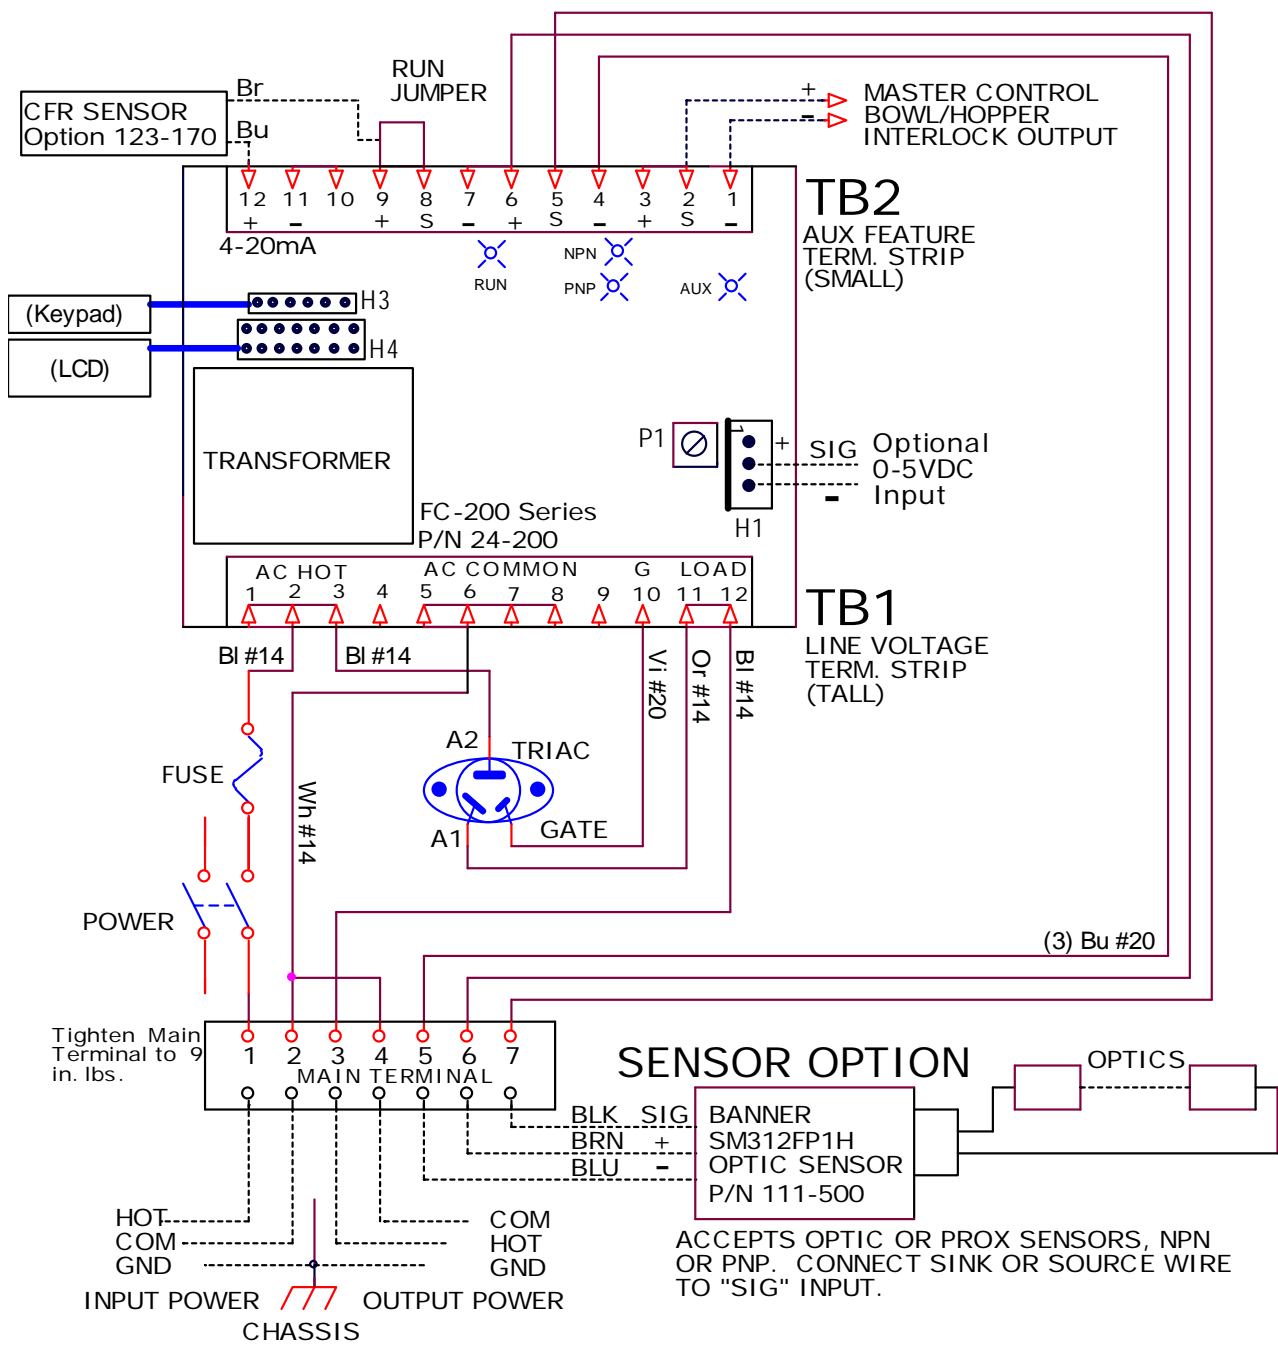 RUN
JUMPER
Br
Bu
CFR SENSOR
Option 123-170
+ MASTER CONTROL
- BOWL/HOPPER
INTERLOCK OUTPUT
12 11 10 9 8 7 6 5 4 3 2 1
+ - + S - + S - + S -
4-20mA
TB2
AUX FEATURE
TERM. STRIP
(SMALL)
RUN
NPN
PNP
AUX
(Keypad)
H3
(LCD)
H4
TRANSFORMER
P1
1
+
SIG
-
Optional
0-5VDC
Input
H1
FC-200 Series
P/N 24-200
AC HOT AC COMMON G LOAD
1 2 3 4 5 6 7 8 9 10 11 12
TB1
LINE VOLTAGE
TERM. STRIP
(TALL)
Bl #14
Bl #14
Vi #20
Or #14
Bl #14
A2
TRIAC
FUSE
Wh #14
A1
GATE
POWER
(3) Bu #20
Tighten Main
Terminal to 9
in. lbs.
1 2 3 4 5 6 7
MAIN TERMINAL
SENSOR OPTION
OPTICS
BLK SIG
BRN +
BLU -
BANNER
SM312FP1H
OPTIC SENSOR
P/N 111-500
HOT
COM
GND
COM
HOT
GND
INPUT POWER
OUTPUT POWER
CHASSIS
ACCEPTS OPTIC OR PROX SENSORS, NPN
OR PNP. CONNECT SINK OR SOURCE WIRE
TO "SIG" INPUT.